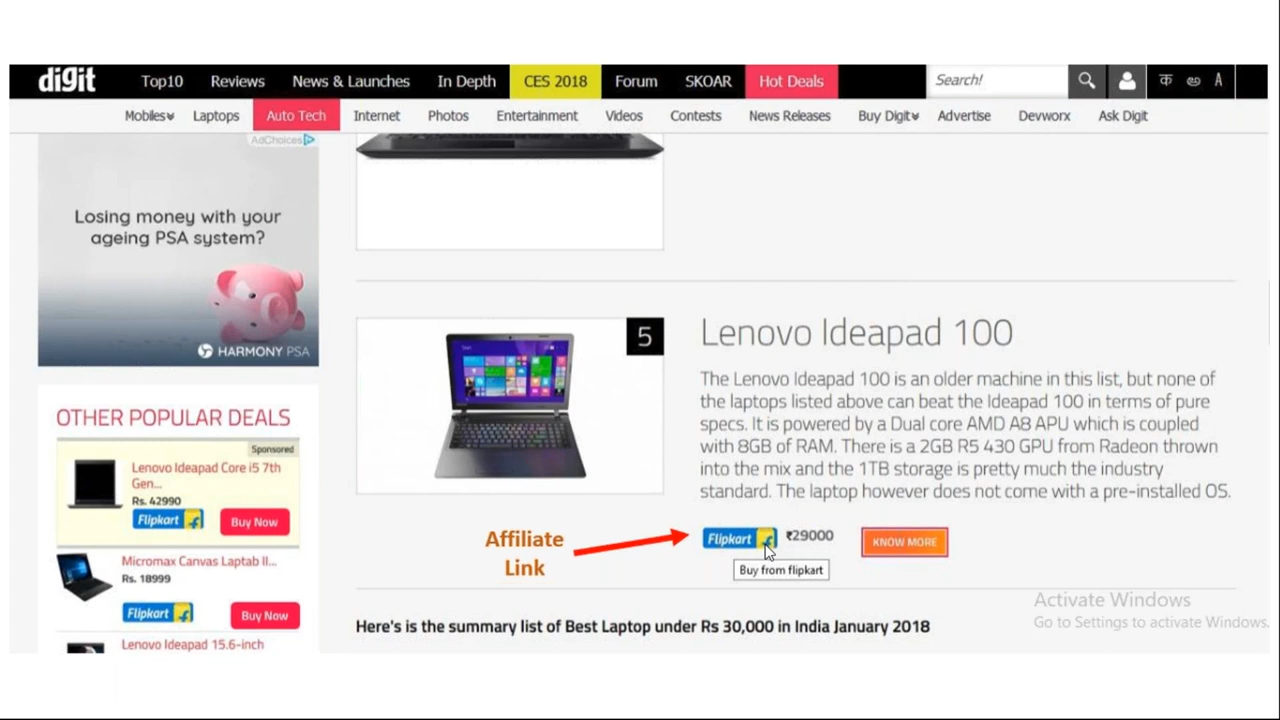 digit
Top10 Reviews News & Launches In Depth CES 2018 Forum SKOAR Hot Deals Search! क ಅ A
Mobiles Laptops Auto Tech Internet Photos Entertainment Videos Contests News Releases Buy Digit Advertise Devworx Ask Digit
AdChoices
Losing money with your
ageing PSA system?
HARMONY PSA
OTHER POPULAR DEALS
Sponsored
Lenovo Ideapad Core i5 7th
Gen...
Rs. 42990
Flipkart Buy Now
Micromax Canvas Laptab II...
Rs. 18999
Flipkart Buy Now
Lenovo Ideapad 15.6-inch
5
Lenovo Ideapad 100
The Lenovo Ideapad 100 is an older machine in this list, but none of
the laptops listed above can beat the Ideapad 100 in terms of pure
specs. It is powered by a Dual core AMD A8 APU which is coupled
with 8GB of RAM. There is a 2GB R5 430 GPU from Radeon thrown
into the mix and the 1TB storage is pretty much the industry
standard. The laptop however does not come with a pre-installed OS.
Affiliate
Link
Flipkart ₹29000 KNOW MORE
Buy from flipkart
Here's is the summary list of Best Laptop under Rs 30,000 in India January 2018
Activate Windows
Go to Settings to activate Windows.